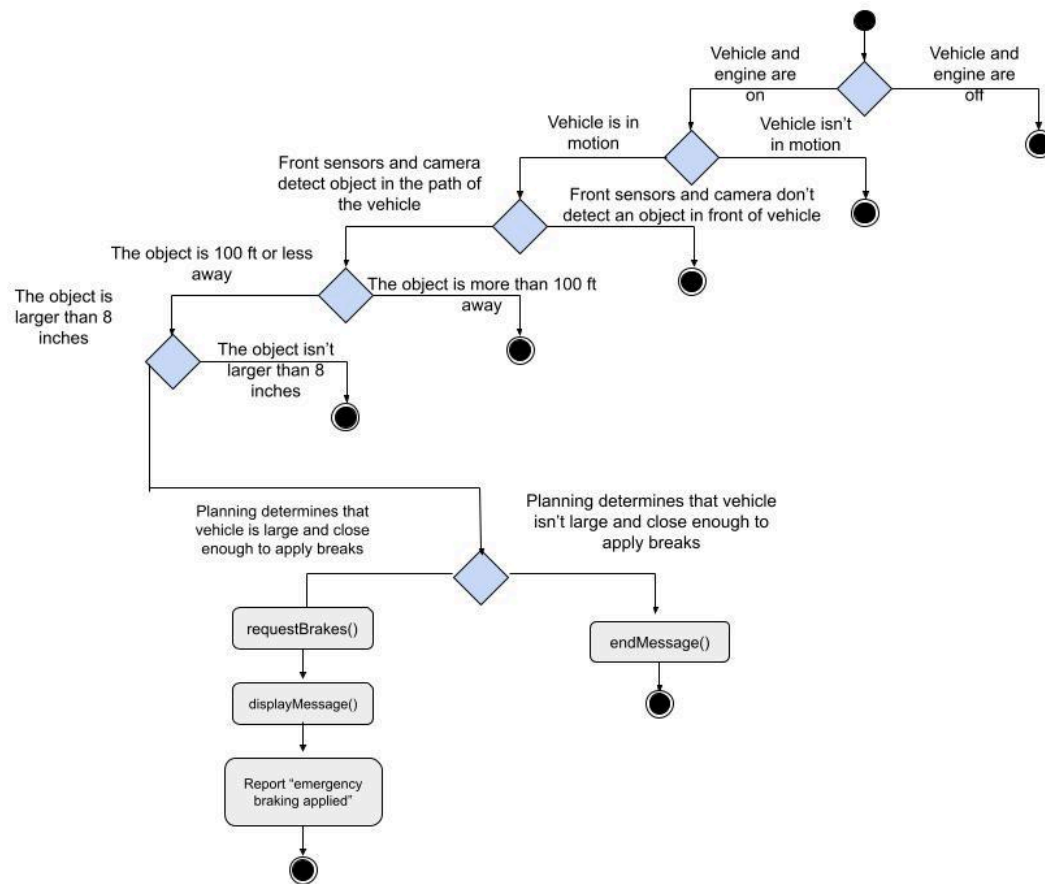 Vehicle and
engine are
on
Vehicle and
engine are
off
Vehicle is in
motion
Vehicle isn't
in motion
Front sensors and camera
detect object in the path of
the vehicle
Front sensors and camera don't
detect an object in front of vehicle
The object is 100 ft or less
away
The object is more than 100 ft
away
The object is
larger than 8
inches
The object isn't
larger than 8
inches
Planning determines that
vehicle is large and close
enough to apply breaks
Planning determines that vehicle
isn't large and close enough to
apply breaks
requestBrakes()
endMessage()
displayMessage()
Report “emergency
braking applied”